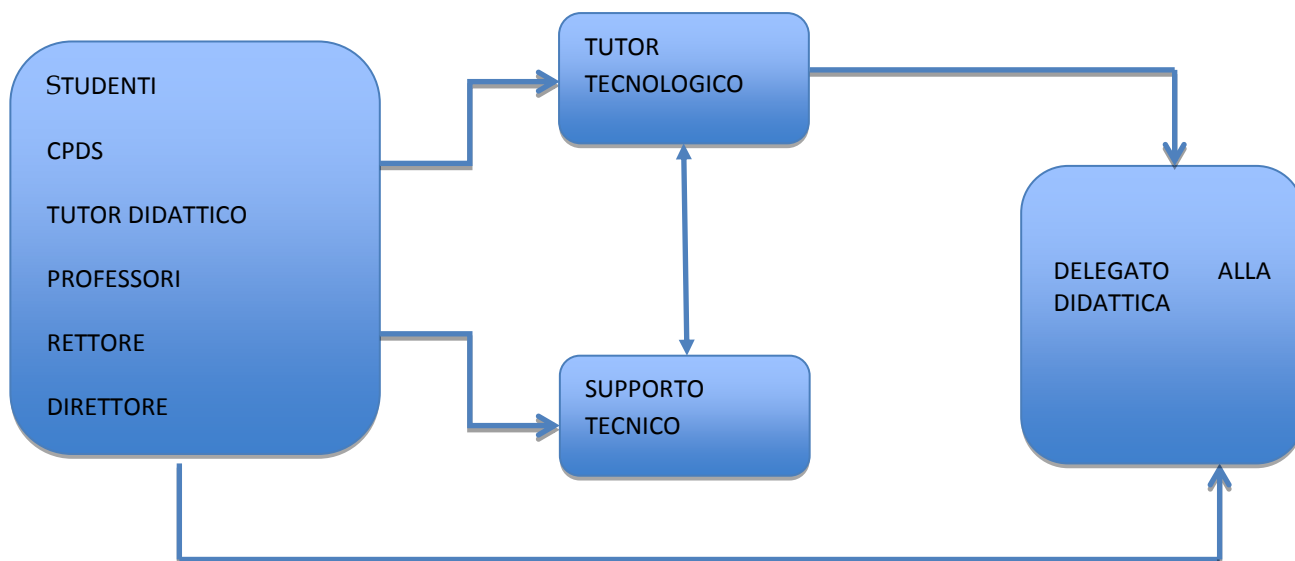 STUDENTI
CPDS
TUTOR DIDATTICO
PROFESSORI
RETTORE
DIRETTORE
TUTOR
TECNOLOGICO
SUPPORTO
TECNICO
DELEGATO ALLA
DIDATTICA